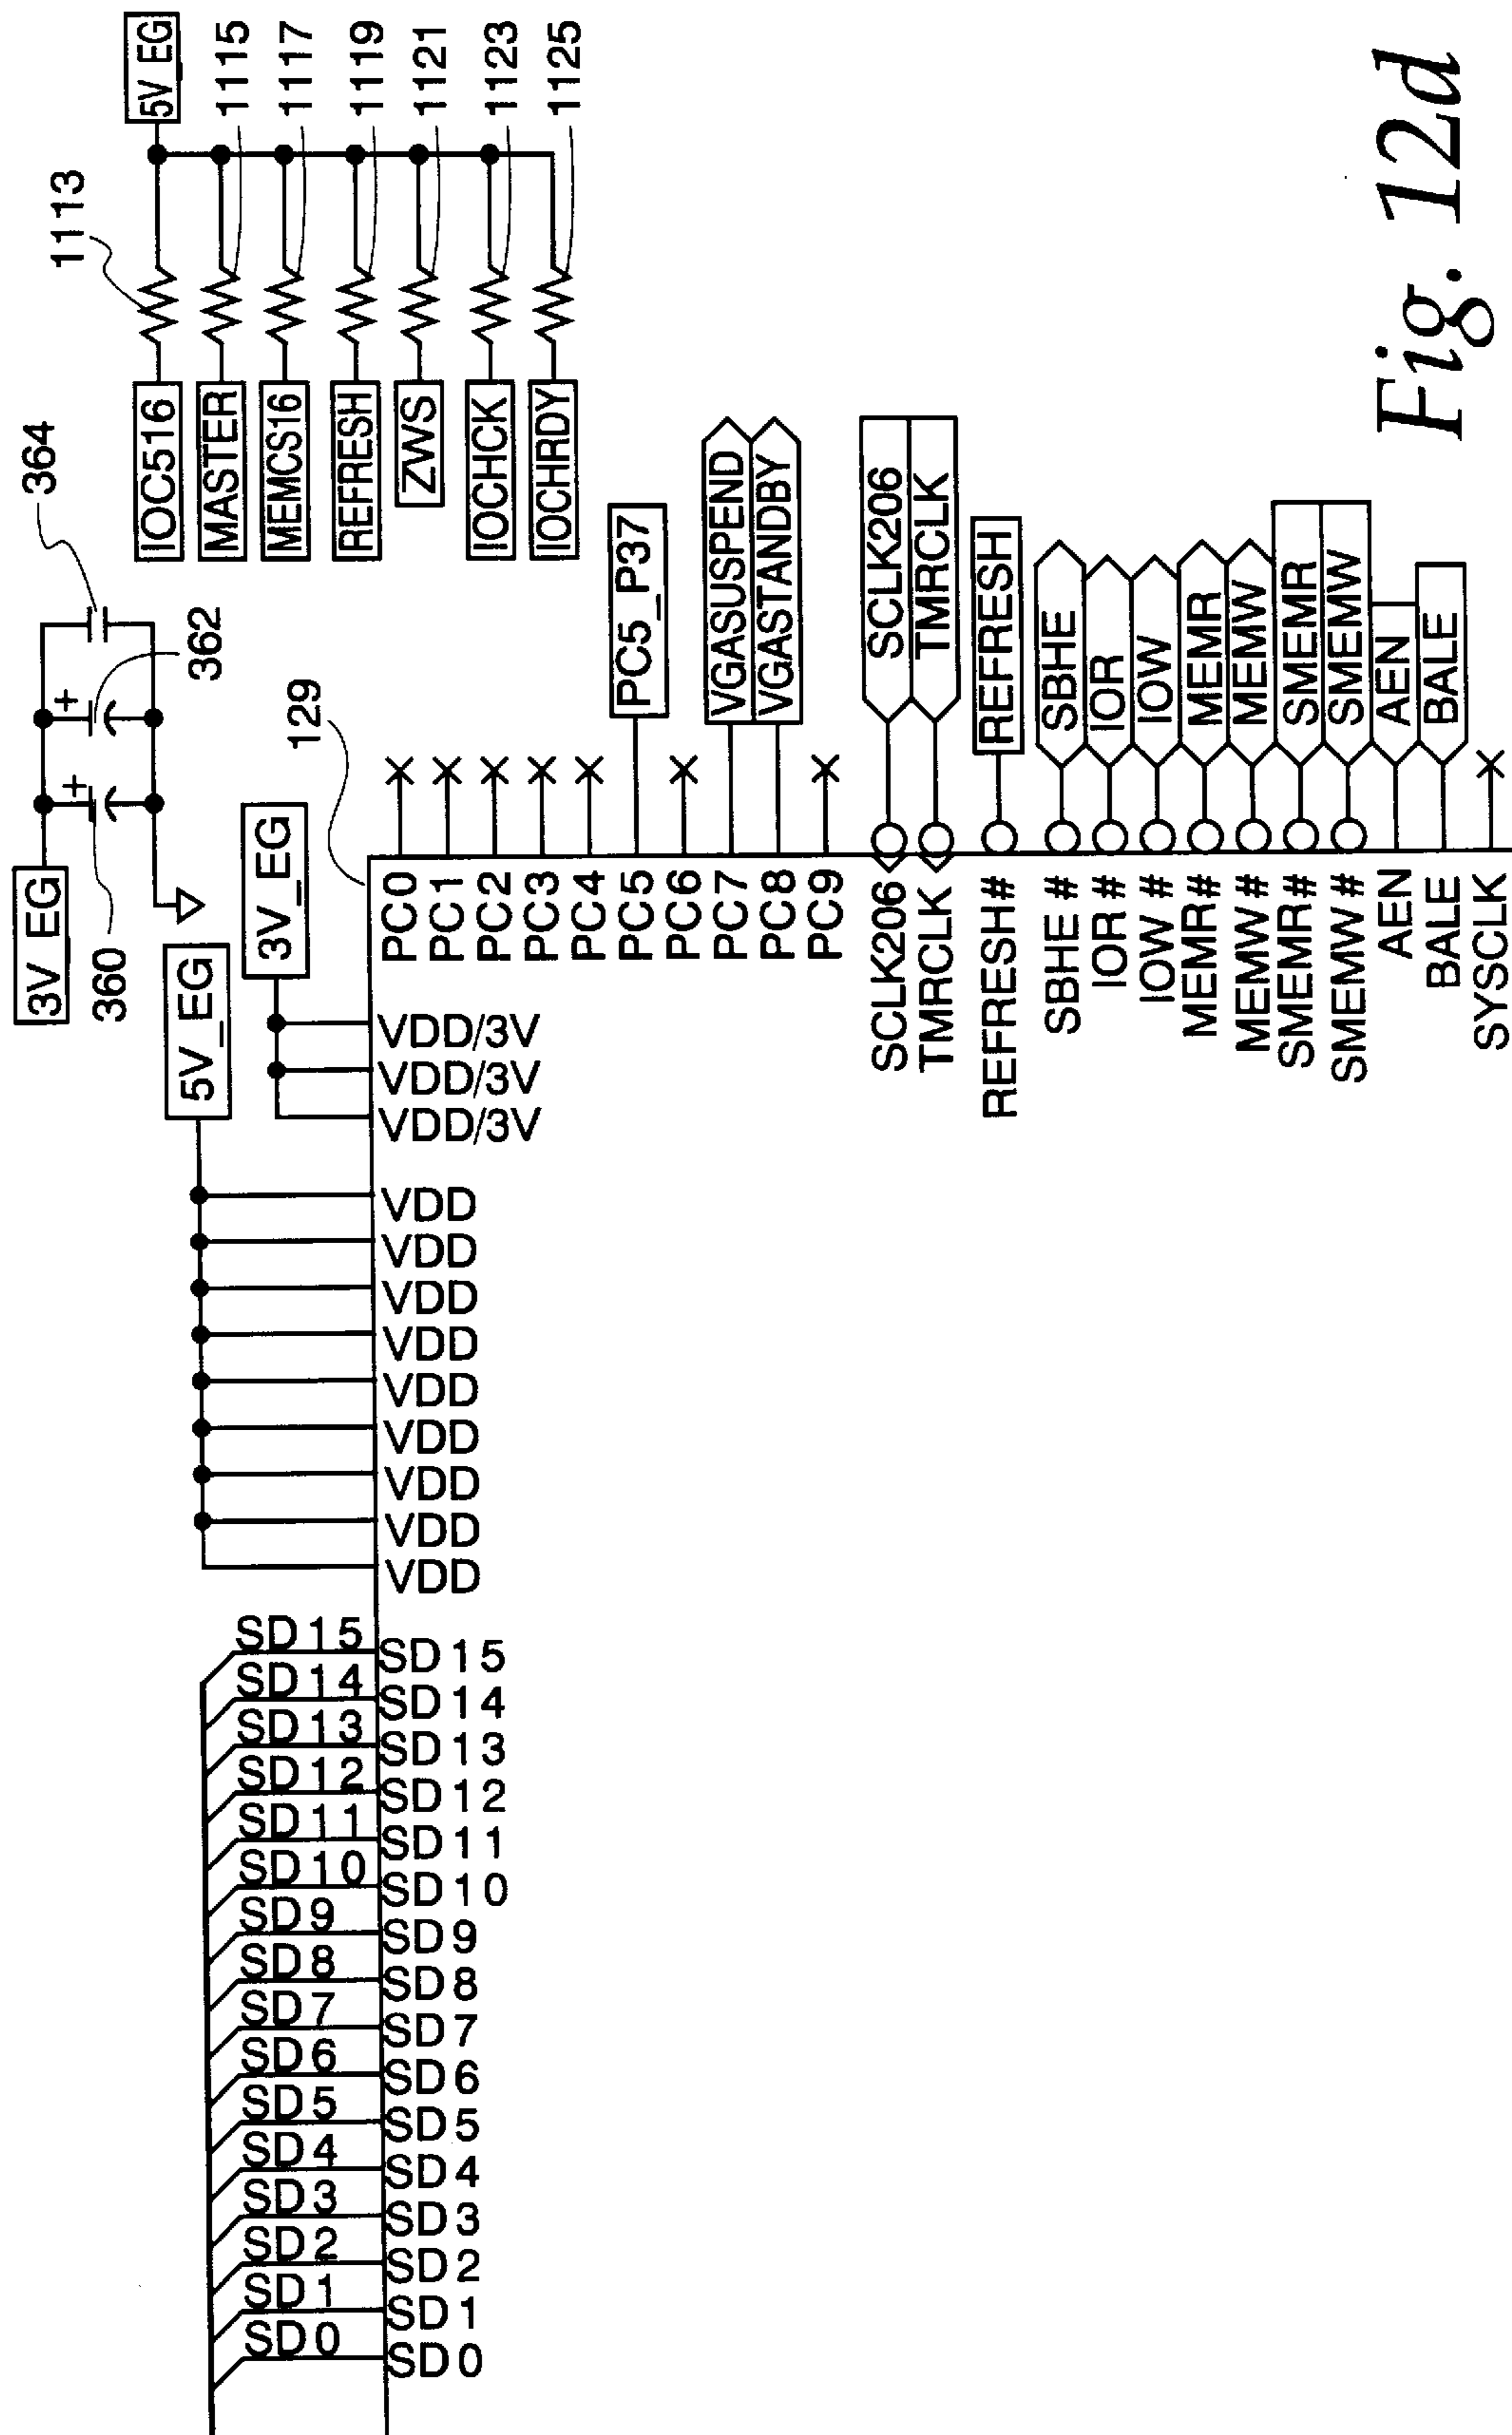 3V_EG
360
362
364
1113
5V_EG
IOC516
1115
MASTER
1117
MEMCS16
1119
REFRESH
1121
ZWS
1123
IOCHCK
1125
IOCHRDY
5V_EG
3V_EG
129
SD15
SD14
SD13
SD12
SD11
SD10
SD9
SD8
SD7
SD6
SD5
SD4
SD3
SD2
SD1
SD0
SD0
SD1
SD2
SD3
SD4
SD5
SD6
SD7
SD8
SD9
SD10
SD11
SD12
SD13
SD14
SD15
VDD
VDD
VDD
VDD
VDD
VDD
VDD
VDD
VDD
VDD/3V
VDD/3V
VDD/3V
PC0
PC1
PC2
PC3
PC4
PC5 PC5_P37
PC6
PC7 VGASUSPEND
PC8 VGASTANDBY
PC9
SCLK206 SCLK206
TMRCLK TMRCLK
REFRESH# REFRESH
SBHE # SBHE
IOR # IOR
IOW # IOW
MEMR# MEMR
MEMW# MEMW
SMEMR# SMEMR
SMEMW # SMEMW
AEN AEN
BALE BALE
SYSCLK
Fig. 12d